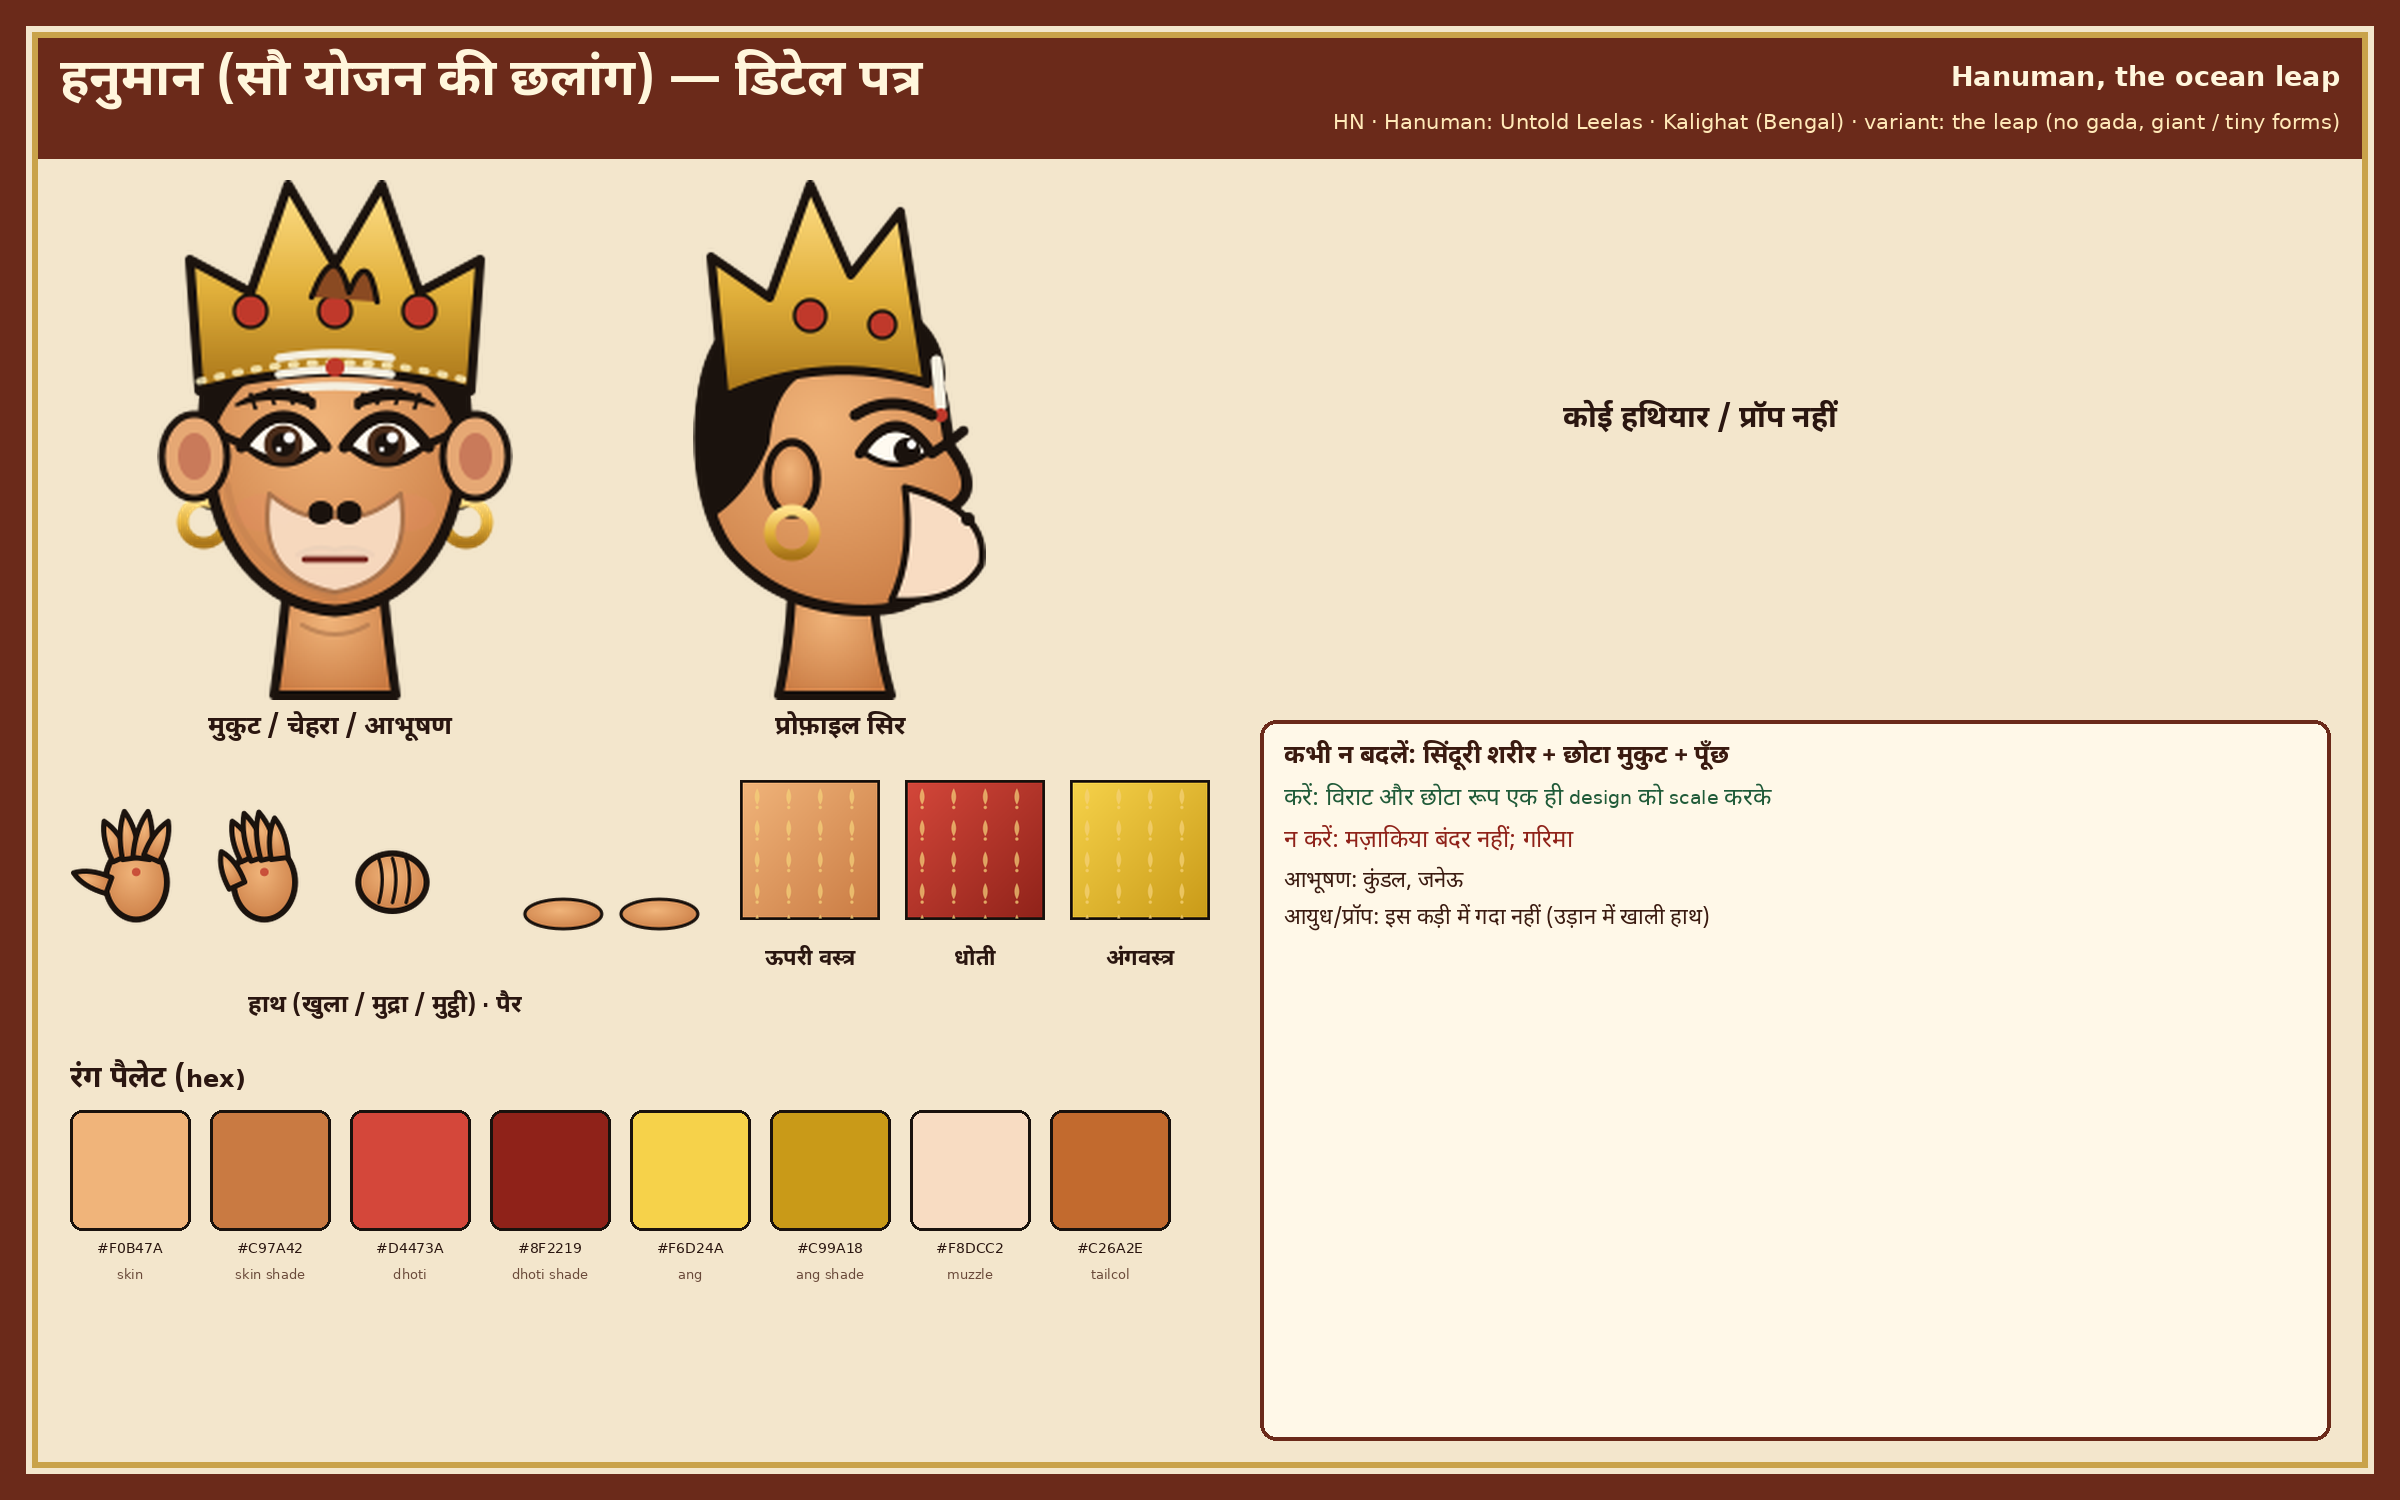 हनुमान (सौ योजन की छलांग) — डिटेल पत्र
Hanuman, the ocean leap
HN · Hanuman: Untold Leelas · Kalighat (Bengal) · variant: the leap (no gada, giant / tiny forms)
कोई हथियार / प्रॉप नहीं
मुकुट / चेहरा / आभूषण
प्रोफ़ाइल सिर
कभी न बदलें: सिंदूरी शरीर + छोटा मुकुट + पूँछ
करें: विराट और छोटा रूप एक ही design को scale करके
न करें: मज़ाकिया बंदर नहीं; गरिमा
आभूषण: कुंडल, जनेऊ
आयुध/प्रॉप: इस कड़ी में गदा नहीं (उड़ान में खाली हाथ)
ऊपरी वस्त्र
धोती
अंगवस्त्र
हाथ (खुला / मुद्रा / मुट्ठी) · पैर
रंग पैलेट (hex)
#F0B47A
#C97A42
#D4473A
#8F2219
#F6D24A
#C99A18
#F8DCC2
#C26A2E
skin
skin shade
dhoti
dhoti shade
ang
ang shade
muzzle
tailcol